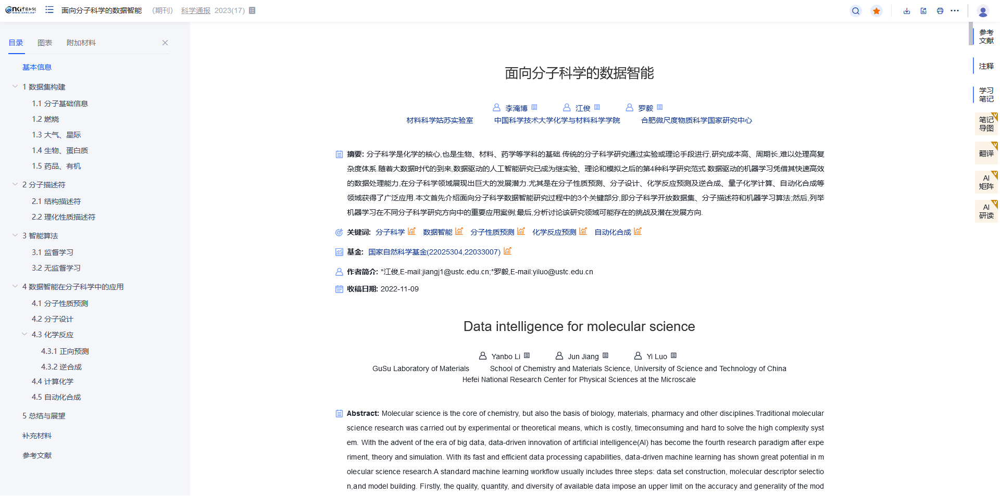 cnki中国知网
www.cnki.net
面向分子科学的数据智能 (期刊) 科学通报 2023(17)
目录 图表 附加材料
基本信息
1 数据集构建
1.1 分子基础信息
1.2 燃烧
1.3 大气、星际
1.4 生物、蛋白质
1.5 药品、有机
2 分子描述符
2.1 结构描述符
2.2 理化性质描述符
3 智能算法
3.1 监督学习
3.2 无监督学习
4 数据智能在分子科学中的应用
4.1 分子性质预测
4.2 分子设计
4.3 化学反应
4.3.1 正向预测
4.3.2 逆合成
4.4 计算化学
4.5 自动化合成
5 总结与展望
补充材料
参考文献
面向分子科学的数据智能
李淹博 江俊 罗毅
材料科学姑苏实验室 中国科学技术大学化学与材料科学学院 合肥微尺度物质科学国家研究中心
摘要: 分子科学是化学的核心,也是生物、材料、药学等学科的基础.传统的分子科学研究通过实验或理论手段进行,研究成本高、周期长,难以处理高复
杂度体系.随着大数据时代的到来,数据驱动的人工智能研究已成为继实验、理论和模拟之后的第4种科学研究范式.数据驱动的机器学习凭借其快速高效
的数据处理能力,在分子科学领域展现出巨大的发展潜力.尤其是在分子性质预测、分子设计、化学反应预测及逆合成、量子化学计算、自动化合成等
领域获得了广泛应用.本文首先介绍面向分子科学数据智能研究过程中的3个关键部分,即分子科学开放数据集、分子描述符和机器学习算法;然后,列举
机器学习在不同分子科学研究方向中的重要应用案例;最后,分析讨论该研究领域可能存在的挑战及潜在发展方向.
关键词: 分子科学 数据智能 分子性质预测 化学反应预测 自动化合成
基金: 国家自然科学基金(22025304,22033007)
作者简介: *江俊,E-mail:jiangj1@ustc.edu.cn;*罗毅,E-mail:yiluo@ustc.edu.cn
收稿日期: 2022-11-09
Data intelligence for molecular science
Yanbo Li Jun Jiang Yi Luo
GuSu Laboratory of Materials School of Chemistry and Materials Science, University of Science and Technology of China
Hefei National Research Center for Physical Sciences at the Microscale
Abstract: Molecular science is the core of chemistry, but also the basis of biology, materials, pharmacy and other disciplines.Traditional molecular
science research was carried out by experimental or theoretical means, which is costly, timeconsuming and hard to solve the high complexity syst
em. With the advent of the era of big data, data-driven innovation of artificial intelligence(AI) has become the fourth research paradigm after expe
riment, theory and simulation. With its fast and efficient data processing capabilities, data-driven machine learning has shown great potential in m
olecular science research.A standard machine learning workflow usually includes three steps: data set construction, molecular descriptor selectio
n,and model building. Firstly, the quality, quantity, and diversity of available data impose an upper limit on the accuracy and generality of the mod
参考
文献
注释
学习
笔记
笔记
导图
翻译
AI
矩阵
AI
研读